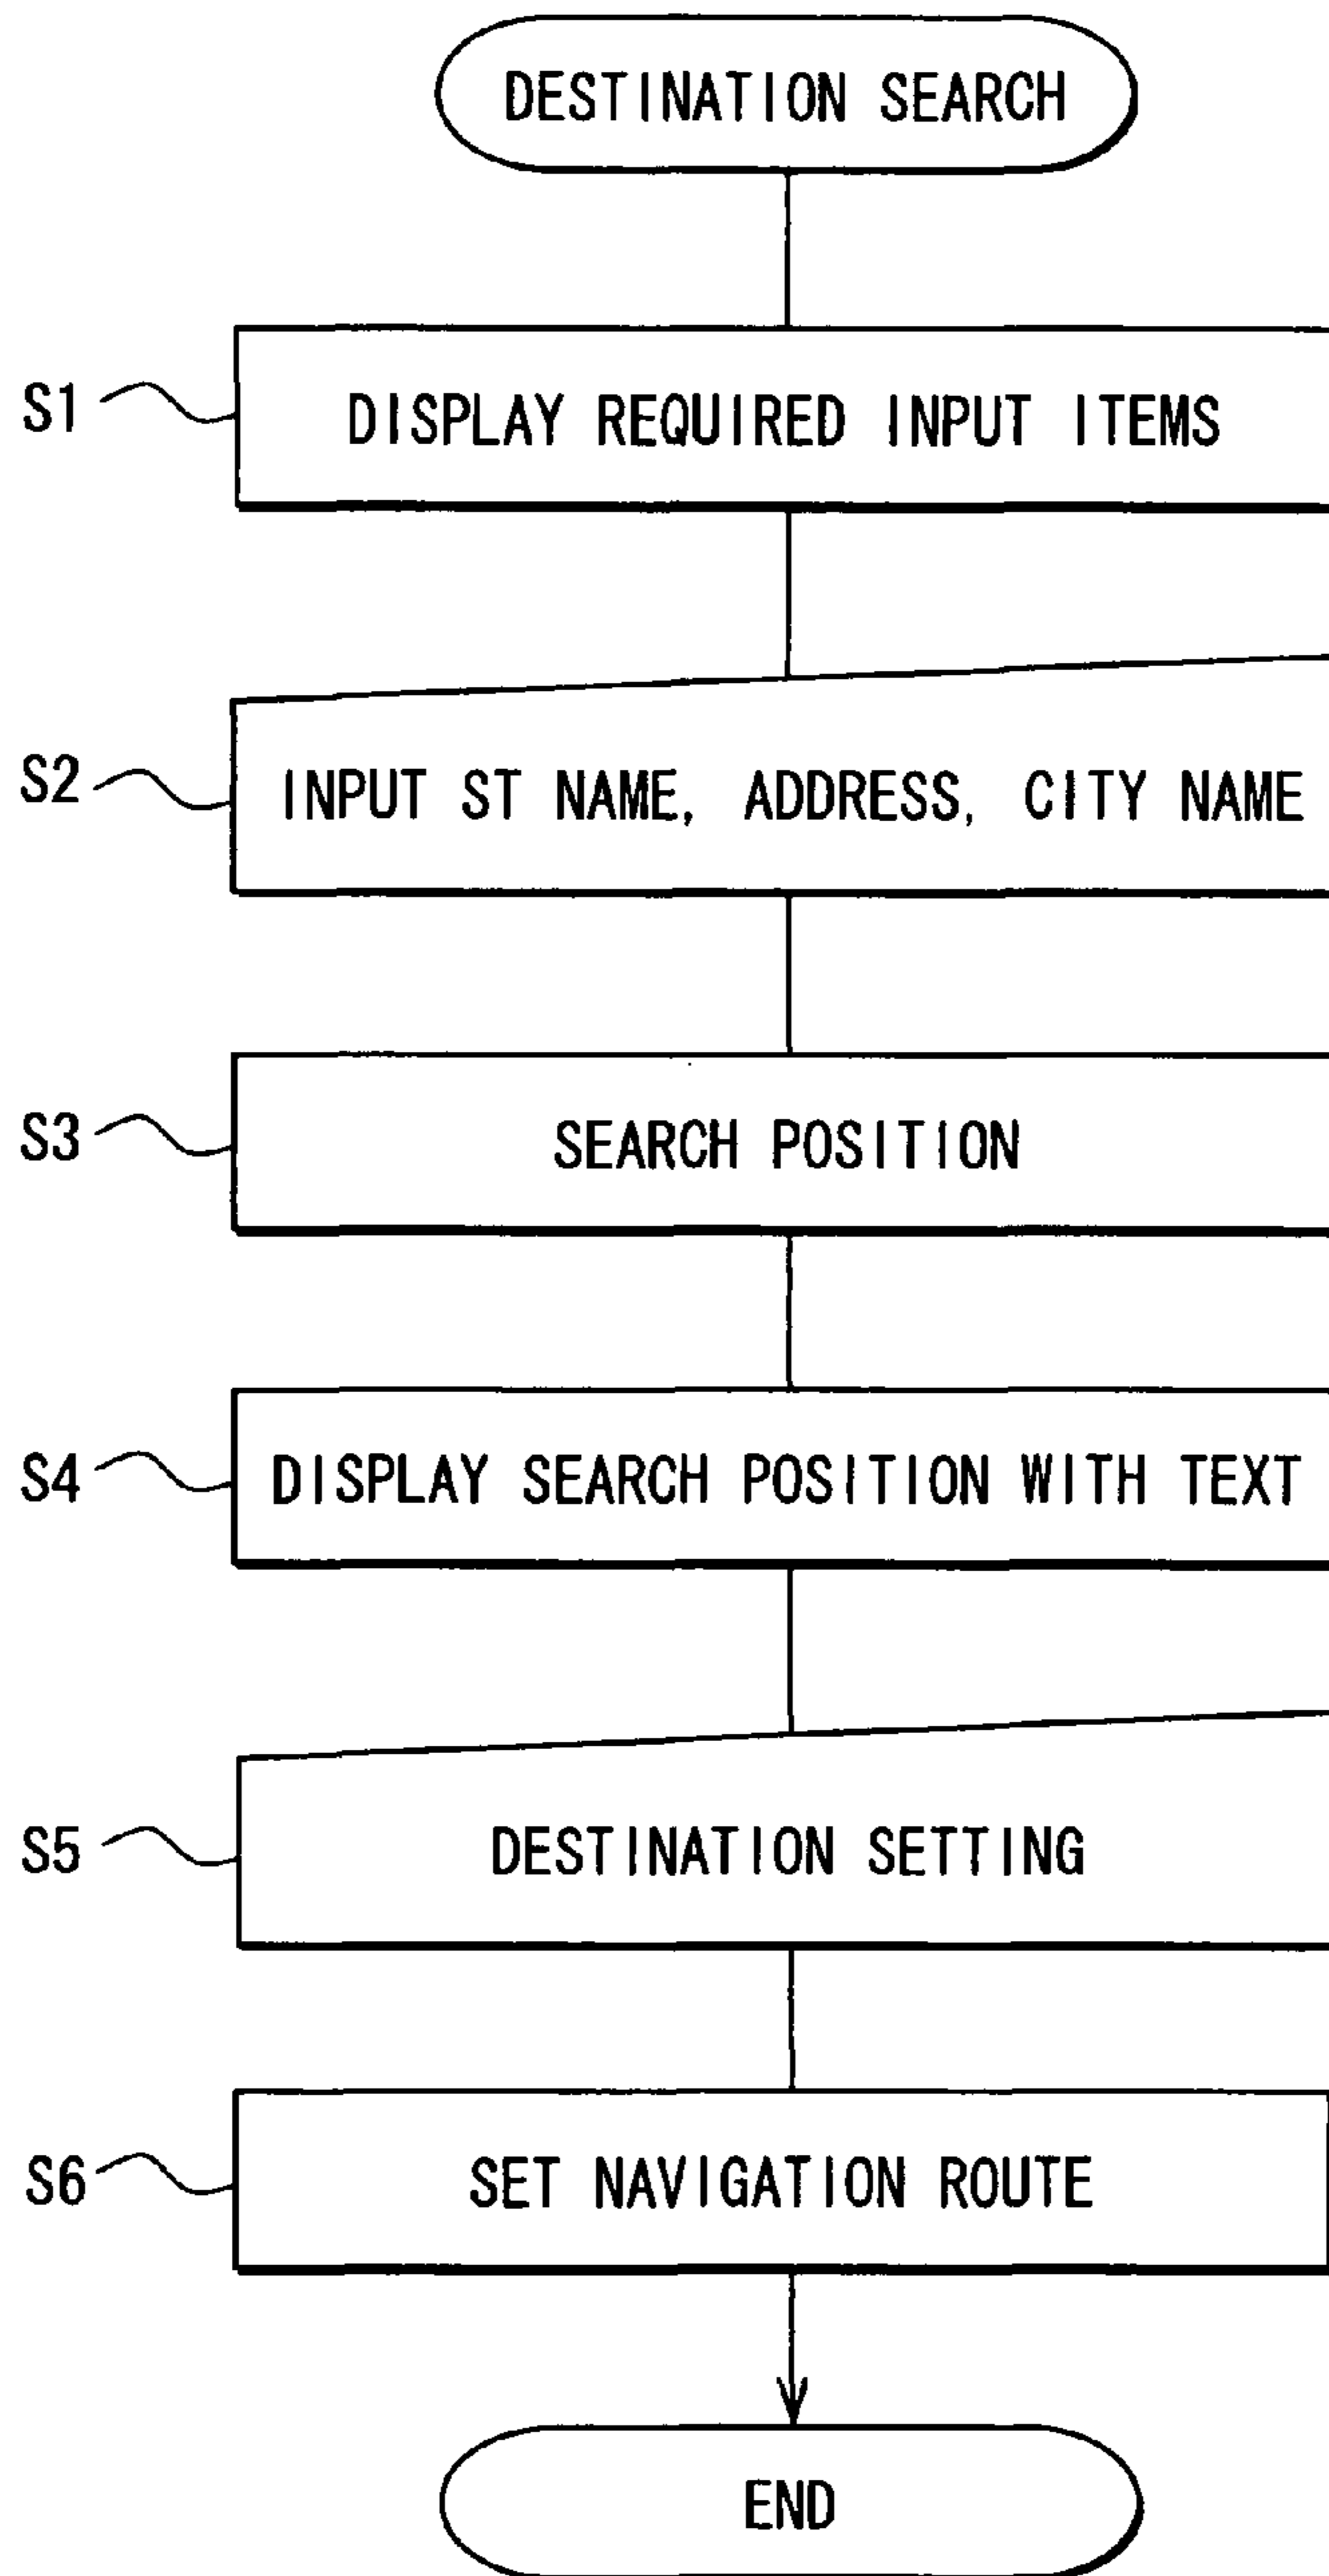 DESTINATION SEARCH
S1
DISPLAY REQUIRED INPUT ITEMS
S2
INPUT ST NAME, ADDRESS, CITY NAME
S3
SEARCH POSITION
S4
DISPLAY SEARCH POSITION WITH TEXT
S5
DESTINATION SETTING
S6
SET NAVIGATION ROUTE
END